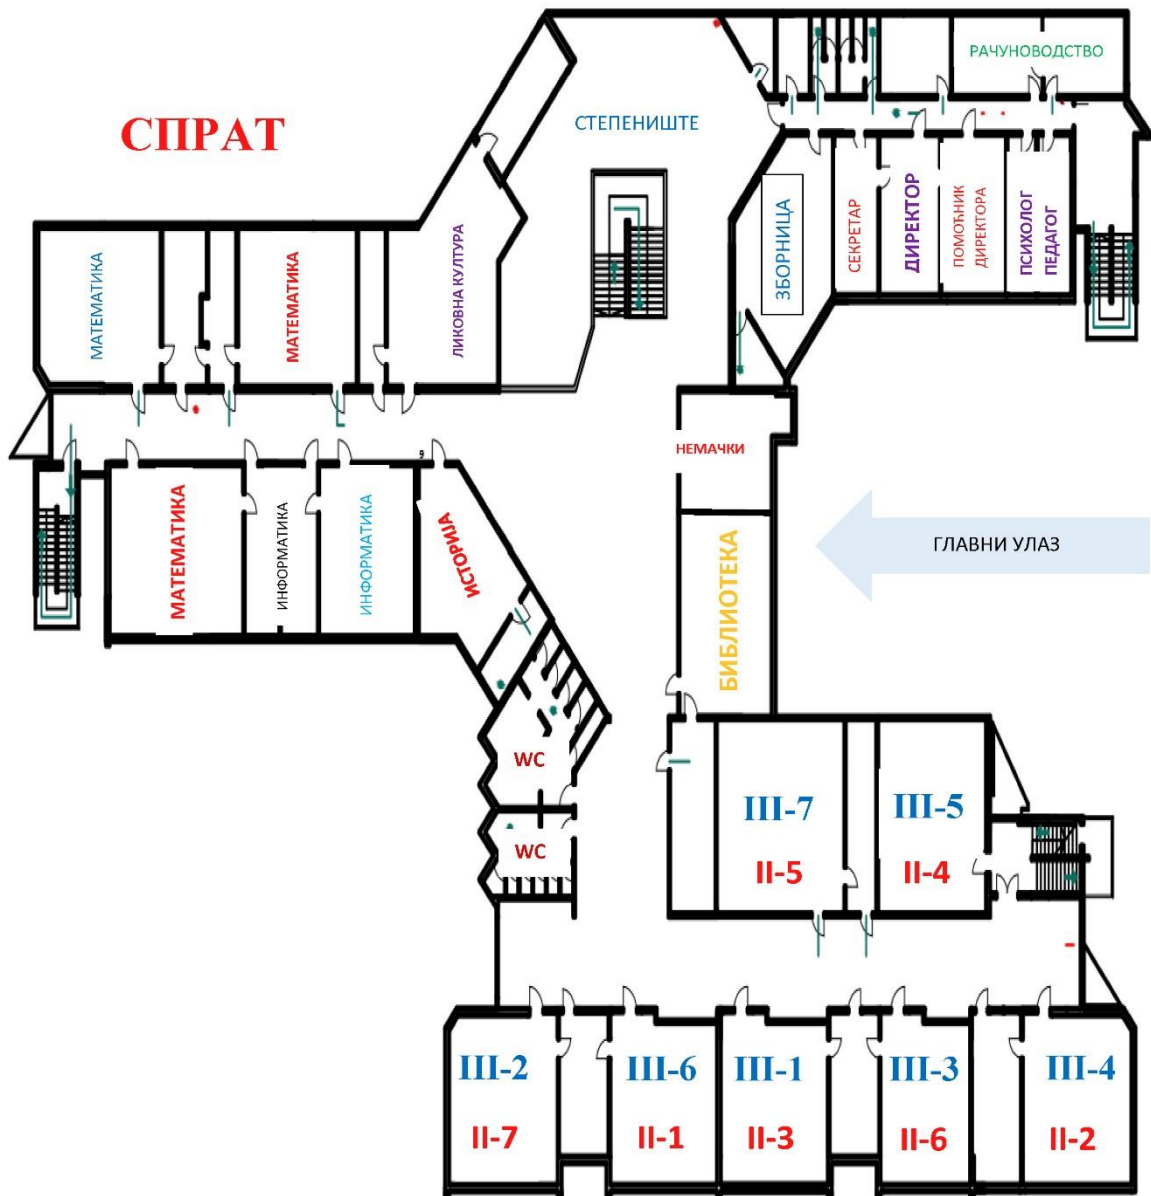 РАЧУНОВОДСТВО
СПРАТ
СТЕПЕНИШТЕ
ЗБОРНИЦА
СЕКРЕТАР
ДИРЕКТОР
ПОМОЋНИК
ДИРЕКТОРА
ПСИХОЛОГ
ПЕДАГОГ
МАТЕМАТИКА
МАТЕМАТИКА
ЛИКОВНА КУЛТУРА
НЕМАЧКИ
9
МАТЕМАТИКА
ИНФОРМАТИКА
ИНФОРМАТИКА
ИСТОРИЈА
ГЛАВНИ УЛАЗ
БИБЛИОТЕКА
WC
WC
III-7
II-5
III-5
II-4
III-2
II-7
III-6
II-1
III-1
II-3
III-3
II-6
III-4
II-2